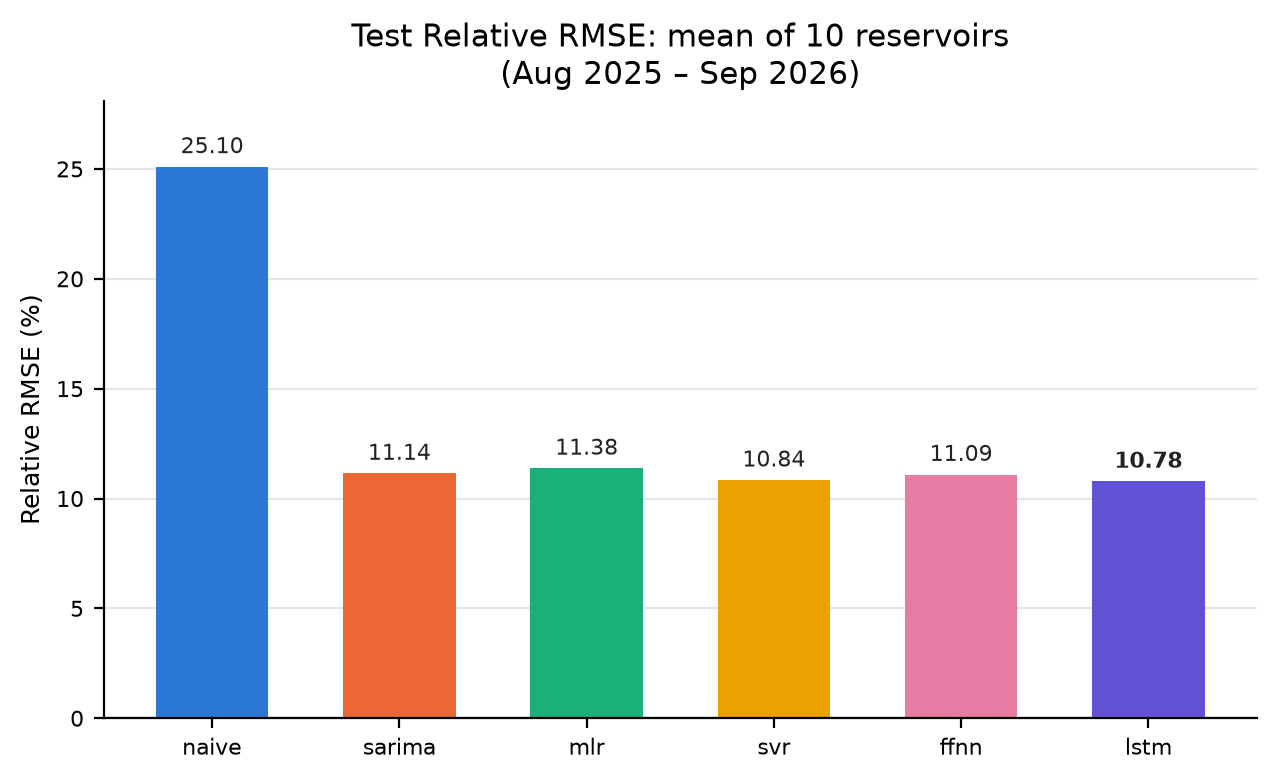 Test Relative RMSE: mean of 10 reservoirs
(Aug 2025 – Sep 2026)
Relative RMSE (%)
25
20
15
10
5
0
25.10
11.14
11.38
10.84
11.09
10.78
naive
sarima
mlr
svr
ffnn
lstm